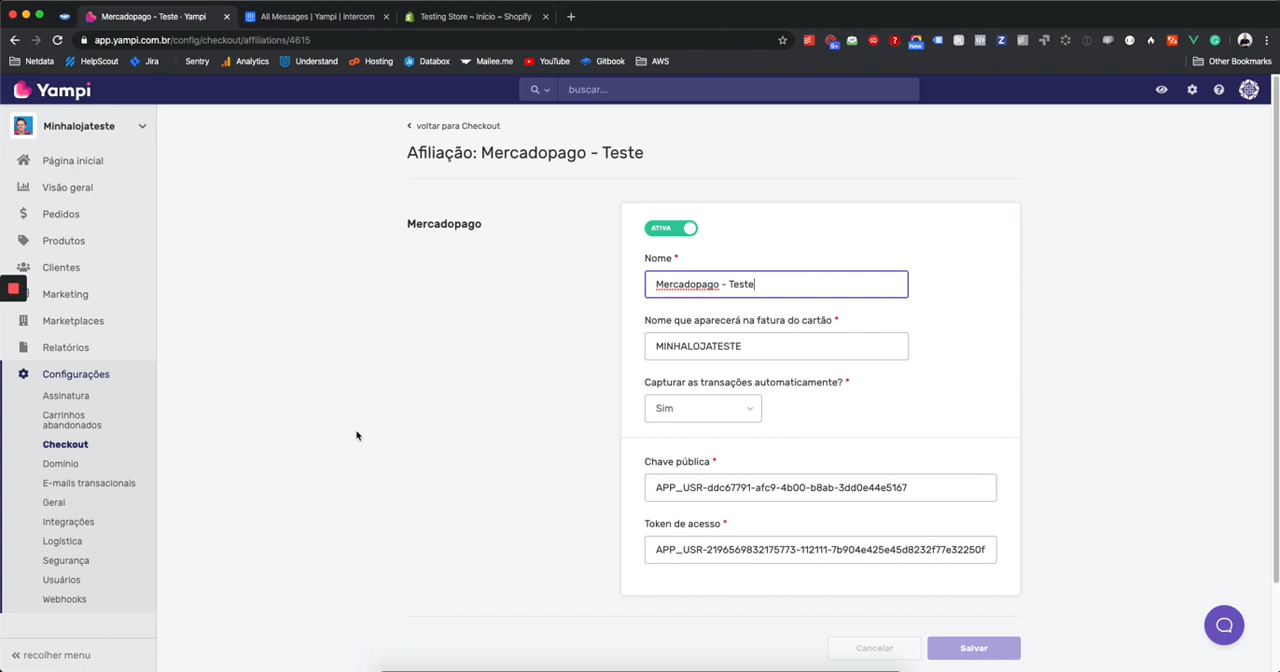 Mercadopago - Teste · Yampi
All Messages | Yampi | Intercom
Testing Store ~ Início ~ Shopify
app.yampi.com.br/config/checkout/affiliations/4615
9+
New
Netdata
HelpScout
Jira
Sentry
Analytics
Understand
Hosting
Databox
Mailee.me
YouTube
Gitbook
AWS
Other Bookmarks
Yampi
buscar...
Minhalojateste
Página inicial
Visão geral
Pedidos
Produtos
Clientes
Marketing
Marketplaces
Relatórios
Configurações
Assinatura
Carrinhos
abandonados
Checkout
Domínio
E-mails transacionais
Geral
Integrações
Logística
Segurança
Usuários
Webhooks
recolher menu
voltar para Checkout
Afiliação: Mercadopago - Teste
Mercadopago
ATIVA
Nome *
Mercadopago - Teste
Nome que aparecerá na fatura do cartão *
MINHALOJATESTE
Capturar as transações automaticamente? *
Sim
Chave pública *
APP_USR-ddc67791-afc9-4b00-b8ab-3dd0e44e5167
Token de acesso *
APP_USR-2196569832175773-112111-7b904e425e45d8232f77e32250f
Cancelar
Salvar